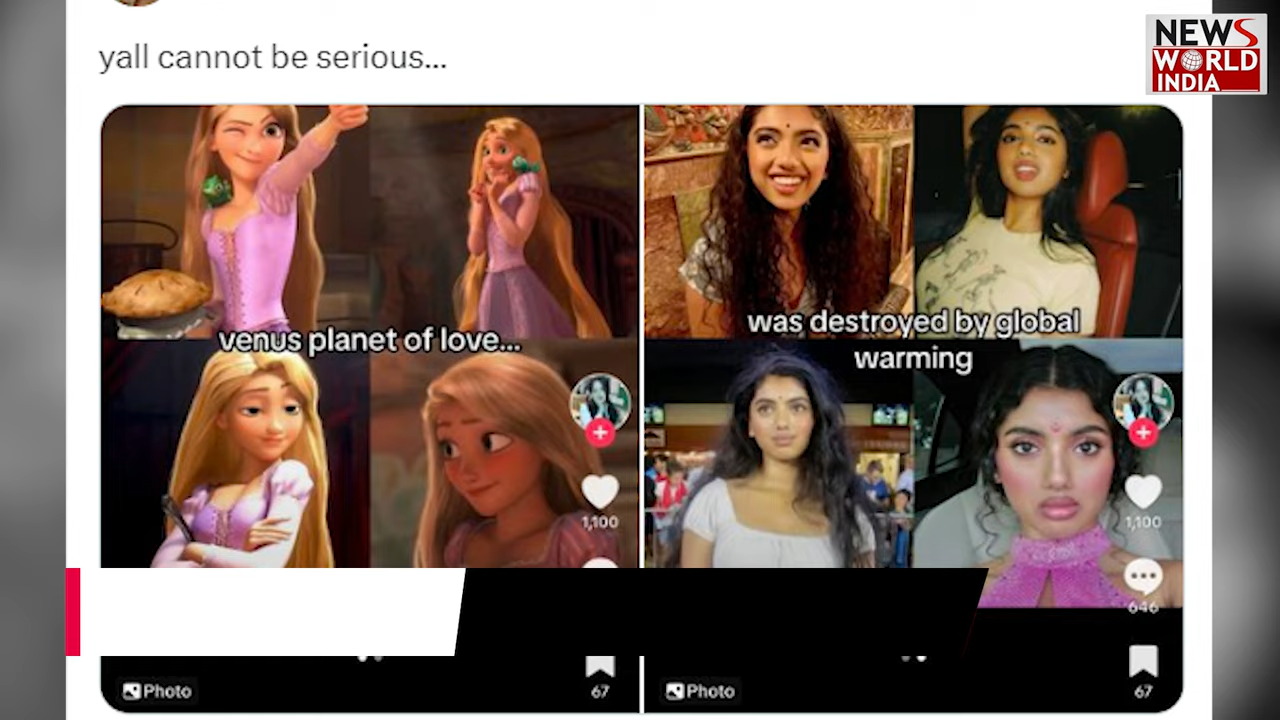 NEWS
WORLD
INDIA
yall cannot be serious...
venus planet of love...
1,100
Photo
67
was destroyed by global
warming
1,100
646
Photo
67